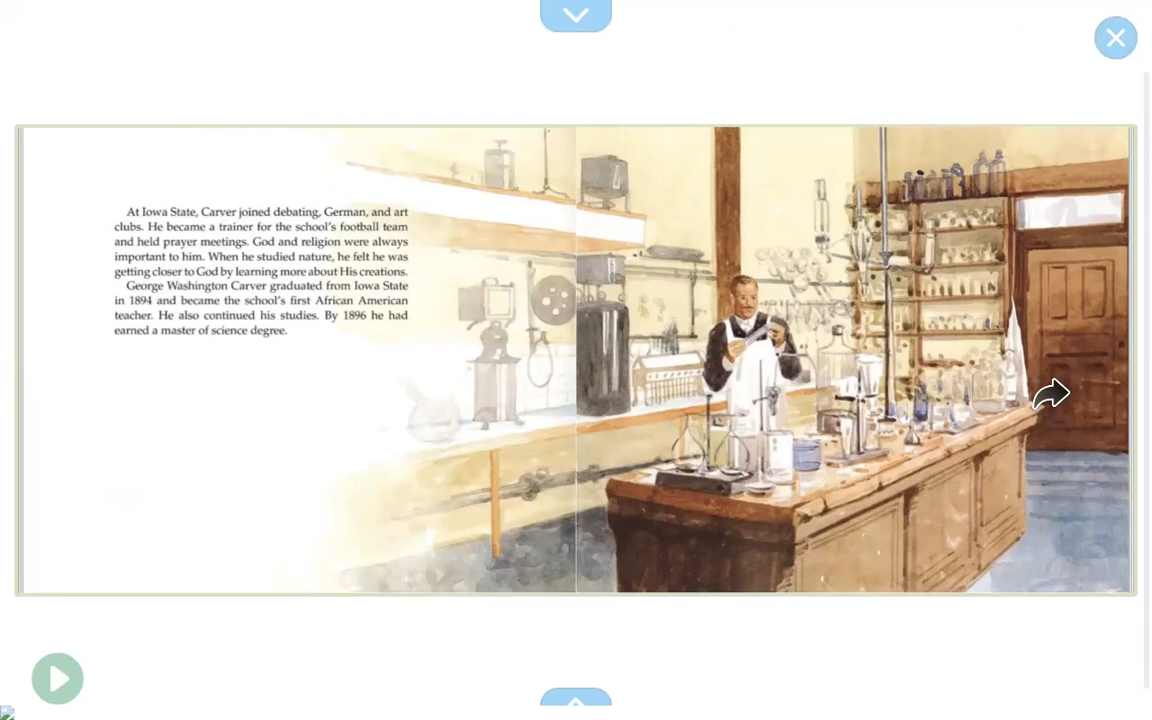 At Iowa State, Carver joined debating, German, and art
clubs. He became a trainer for the school's football team
and held prayer meetings. God and religion were always
important to him. When he studied nature, he felt he was
getting closer to God by learning more about His creations.
George Washington Carver graduated from Iowa State
in 1894 and became the school's first African American
teacher. He also continued his studies. By 1896 he had
earned a master of science degree.